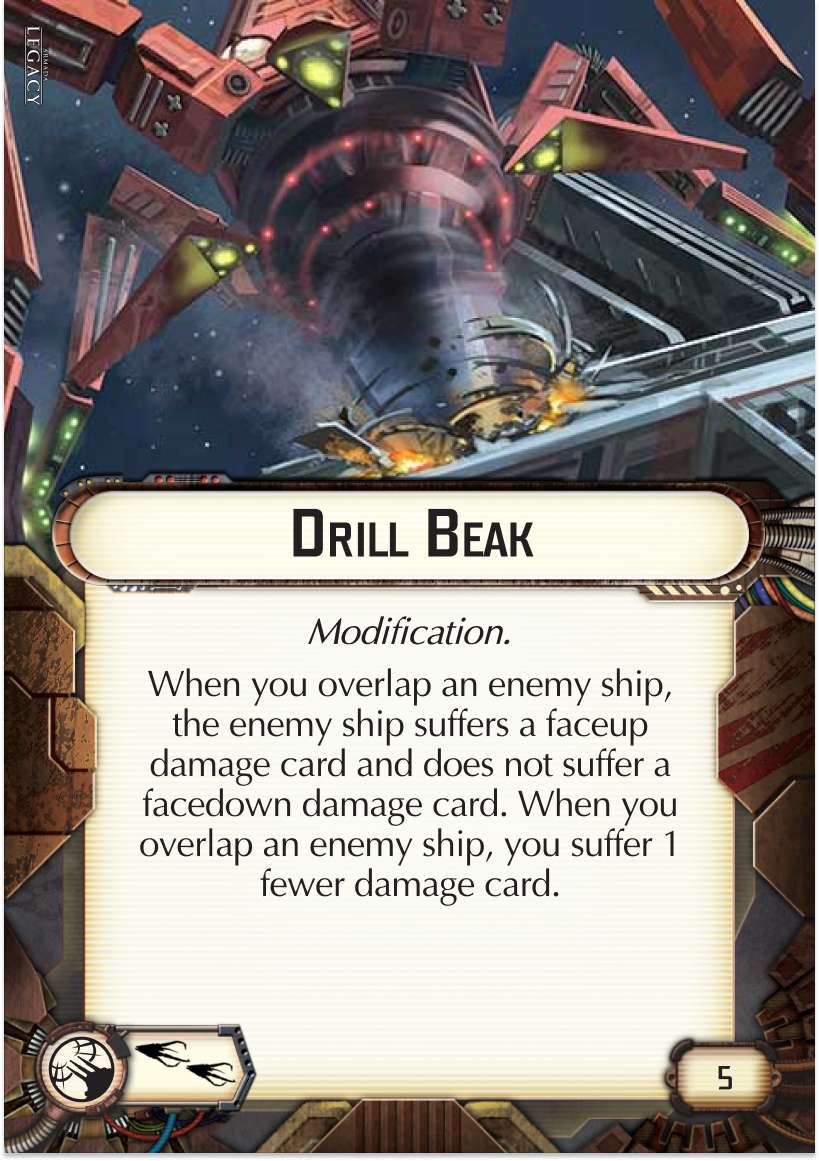 ARMADA
LEGACY
DRILL BEAK
Modification.
When you overlap an enemy ship,
the enemy ship suffers a faceup
damage card and does not suffer a
facedown damage card. When you
overlap an enemy ship, you suffer 1
fewer damage card.
5